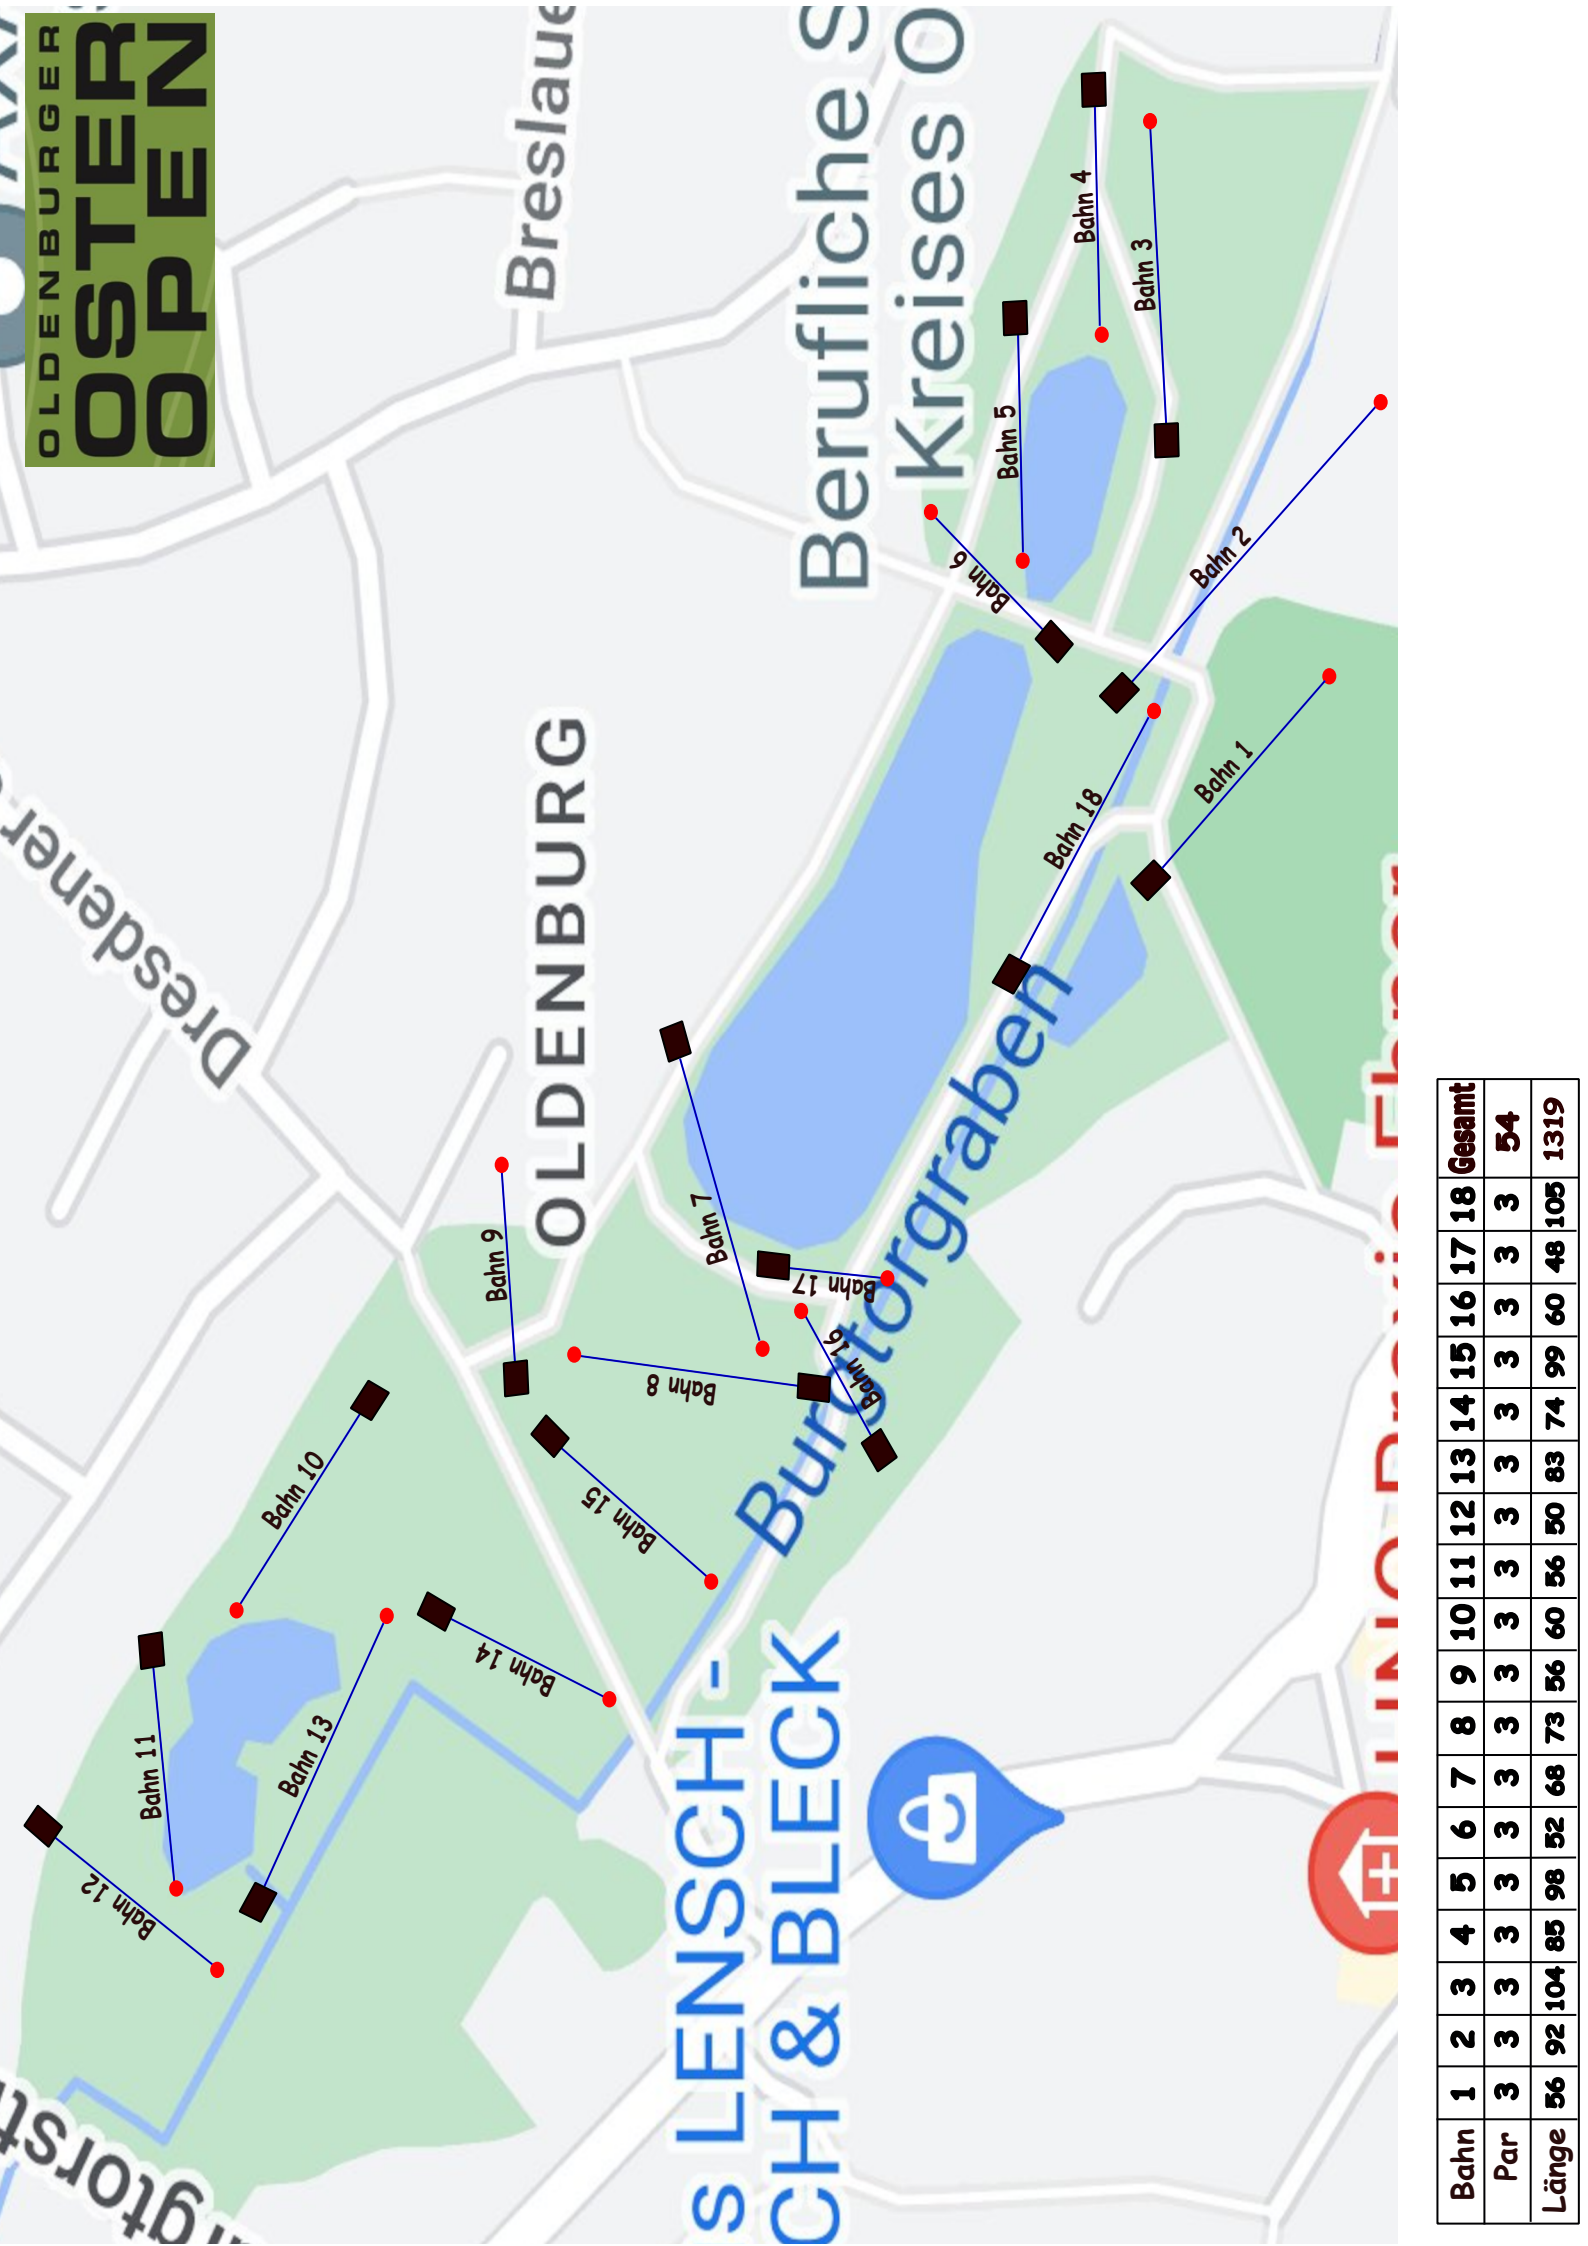 OLDENBURGER
OSTER
OPEN
Breslaue
Berufliche S
Kreises O
Dresdener
OLDENBURG
Burgtorgraben
LENSCH -
CH & BLECK
Bahn 1
Bahn 2
Bahn 3
Bahn 4
Bahn 5
Bahn 6
Bahn 7
Bahn 8
Bahn 9
Bahn 10
Bahn 11
Bahn 12
Bahn 13
Bahn 14
Bahn 15
Bahn 16
Bahn 17
Bahn 18
Bahn 1 2 3 4 5 6 7 8 9 10 11 12 13 14 15 16 17 18 Gesamt
Par 3 3 3 3 3 3 3 3 3 3 3 3 3 3 3 3 3 3 54
Länge 56 92 104 85 98 52 68 73 56 60 56 50 83 74 99 60 48 105 1319